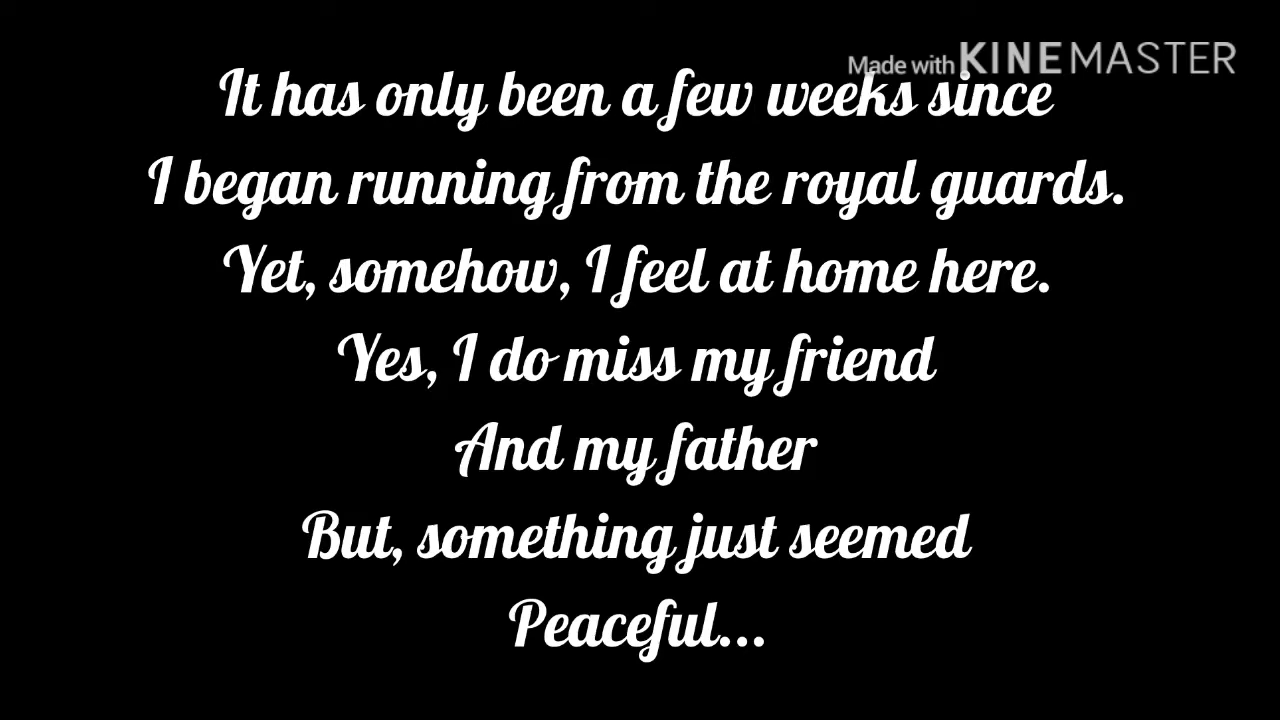 Made with KINEMASTER
It has only been a few weeks since
I began running from the royal guards.
Yet, somehow, I feel at home here.
Yes, I do miss my friend
And my father
But, something just seemed
Peaceful...